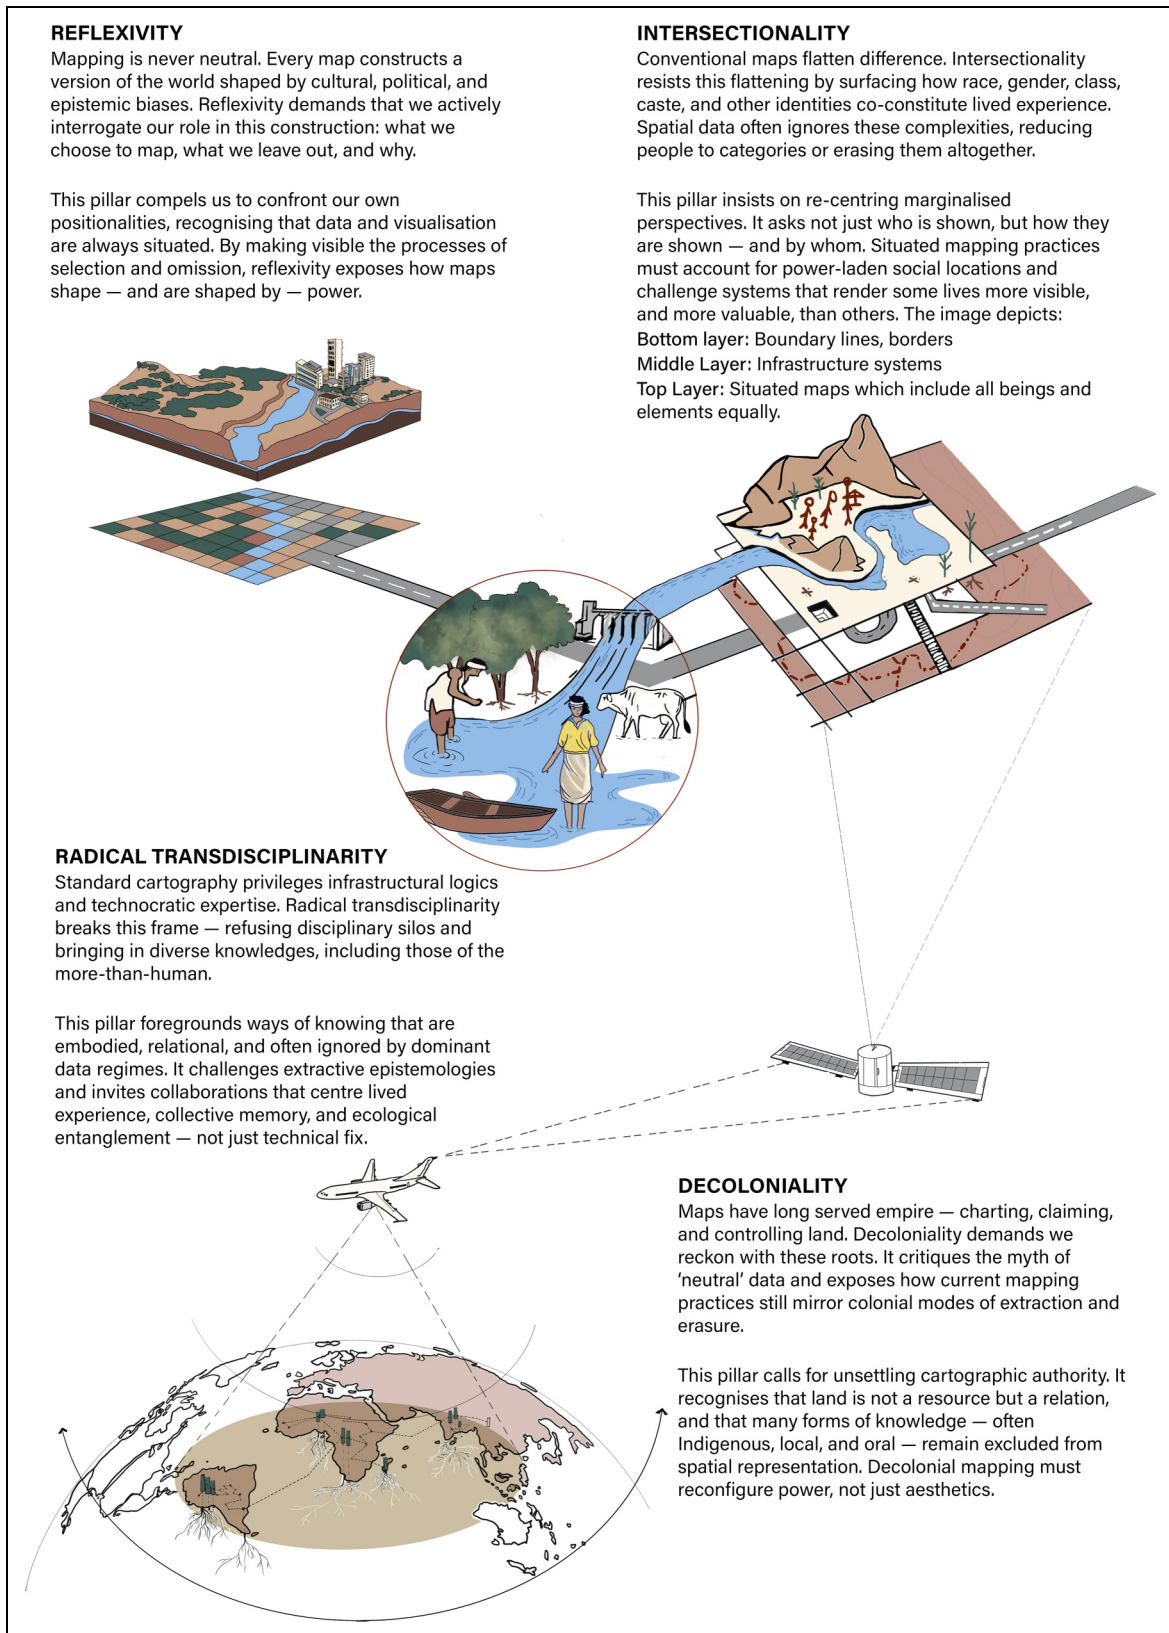 REFLEXIVITY
Mapping is never neutral. Every map constructs a
version of the world shaped by cultural, political, and
epistemic biases. Reflexivity demands that we actively
interrogate our role in this construction: what we
choose to map, what we leave out, and why.
This pillar compels us to confront our own
positionalities, recognising that data and visualisation
are always situated. By making visible the processes of
selection and omission, reflexivity exposes how maps
shape — and are shaped by — power.
INTERSECTIONALITY
Conventional maps flatten difference. Intersectionality
resists this flattening by surfacing how race, gender, class,
caste, and other identities co-constitute lived experience.
Spatial data often ignores these complexities, reducing
people to categories or erasing them altogether.
This pillar insists on re-centring marginalised
perspectives. It asks not just who is shown, but how they
are shown — and by whom. Situated mapping practices
must account for power-laden social locations and
challenge systems that render some lives more visible,
and more valuable, than others. The image depicts:
Bottom layer: Boundary lines, borders
Middle Layer: Infrastructure systems
Top Layer: Situated maps which include all beings and
elements equally.
RADICAL TRANSDISCIPLINARITY
Standard cartography privileges infrastructural logics
and technocratic expertise. Radical transdisciplinarity
breaks this frame — refusing disciplinary silos and
bringing in diverse knowledges, including those of the
more-than-human.
This pillar foregrounds ways of knowing that are
embodied, relational, and often ignored by dominant
data regimes. It challenges extractive epistemologies
and invites collaborations that centre lived
experience, collective memory, and ecological
entanglement — not just technical fix.
DECOLONIALITY
Maps have long served empire — charting, claiming,
and controlling land. Decoloniality demands we
reckon with these roots. It critiques the myth of
'neutral' data and exposes how current mapping
practices still mirror colonial modes of extraction and
erasure.
This pillar calls for unsettling cartographic authority. It
recognises that land is not a resource but a relation,
and that many forms of knowledge — often
Indigenous, local, and oral — remain excluded from
spatial representation. Decolonial mapping must
reconfigure power, not just aesthetics.